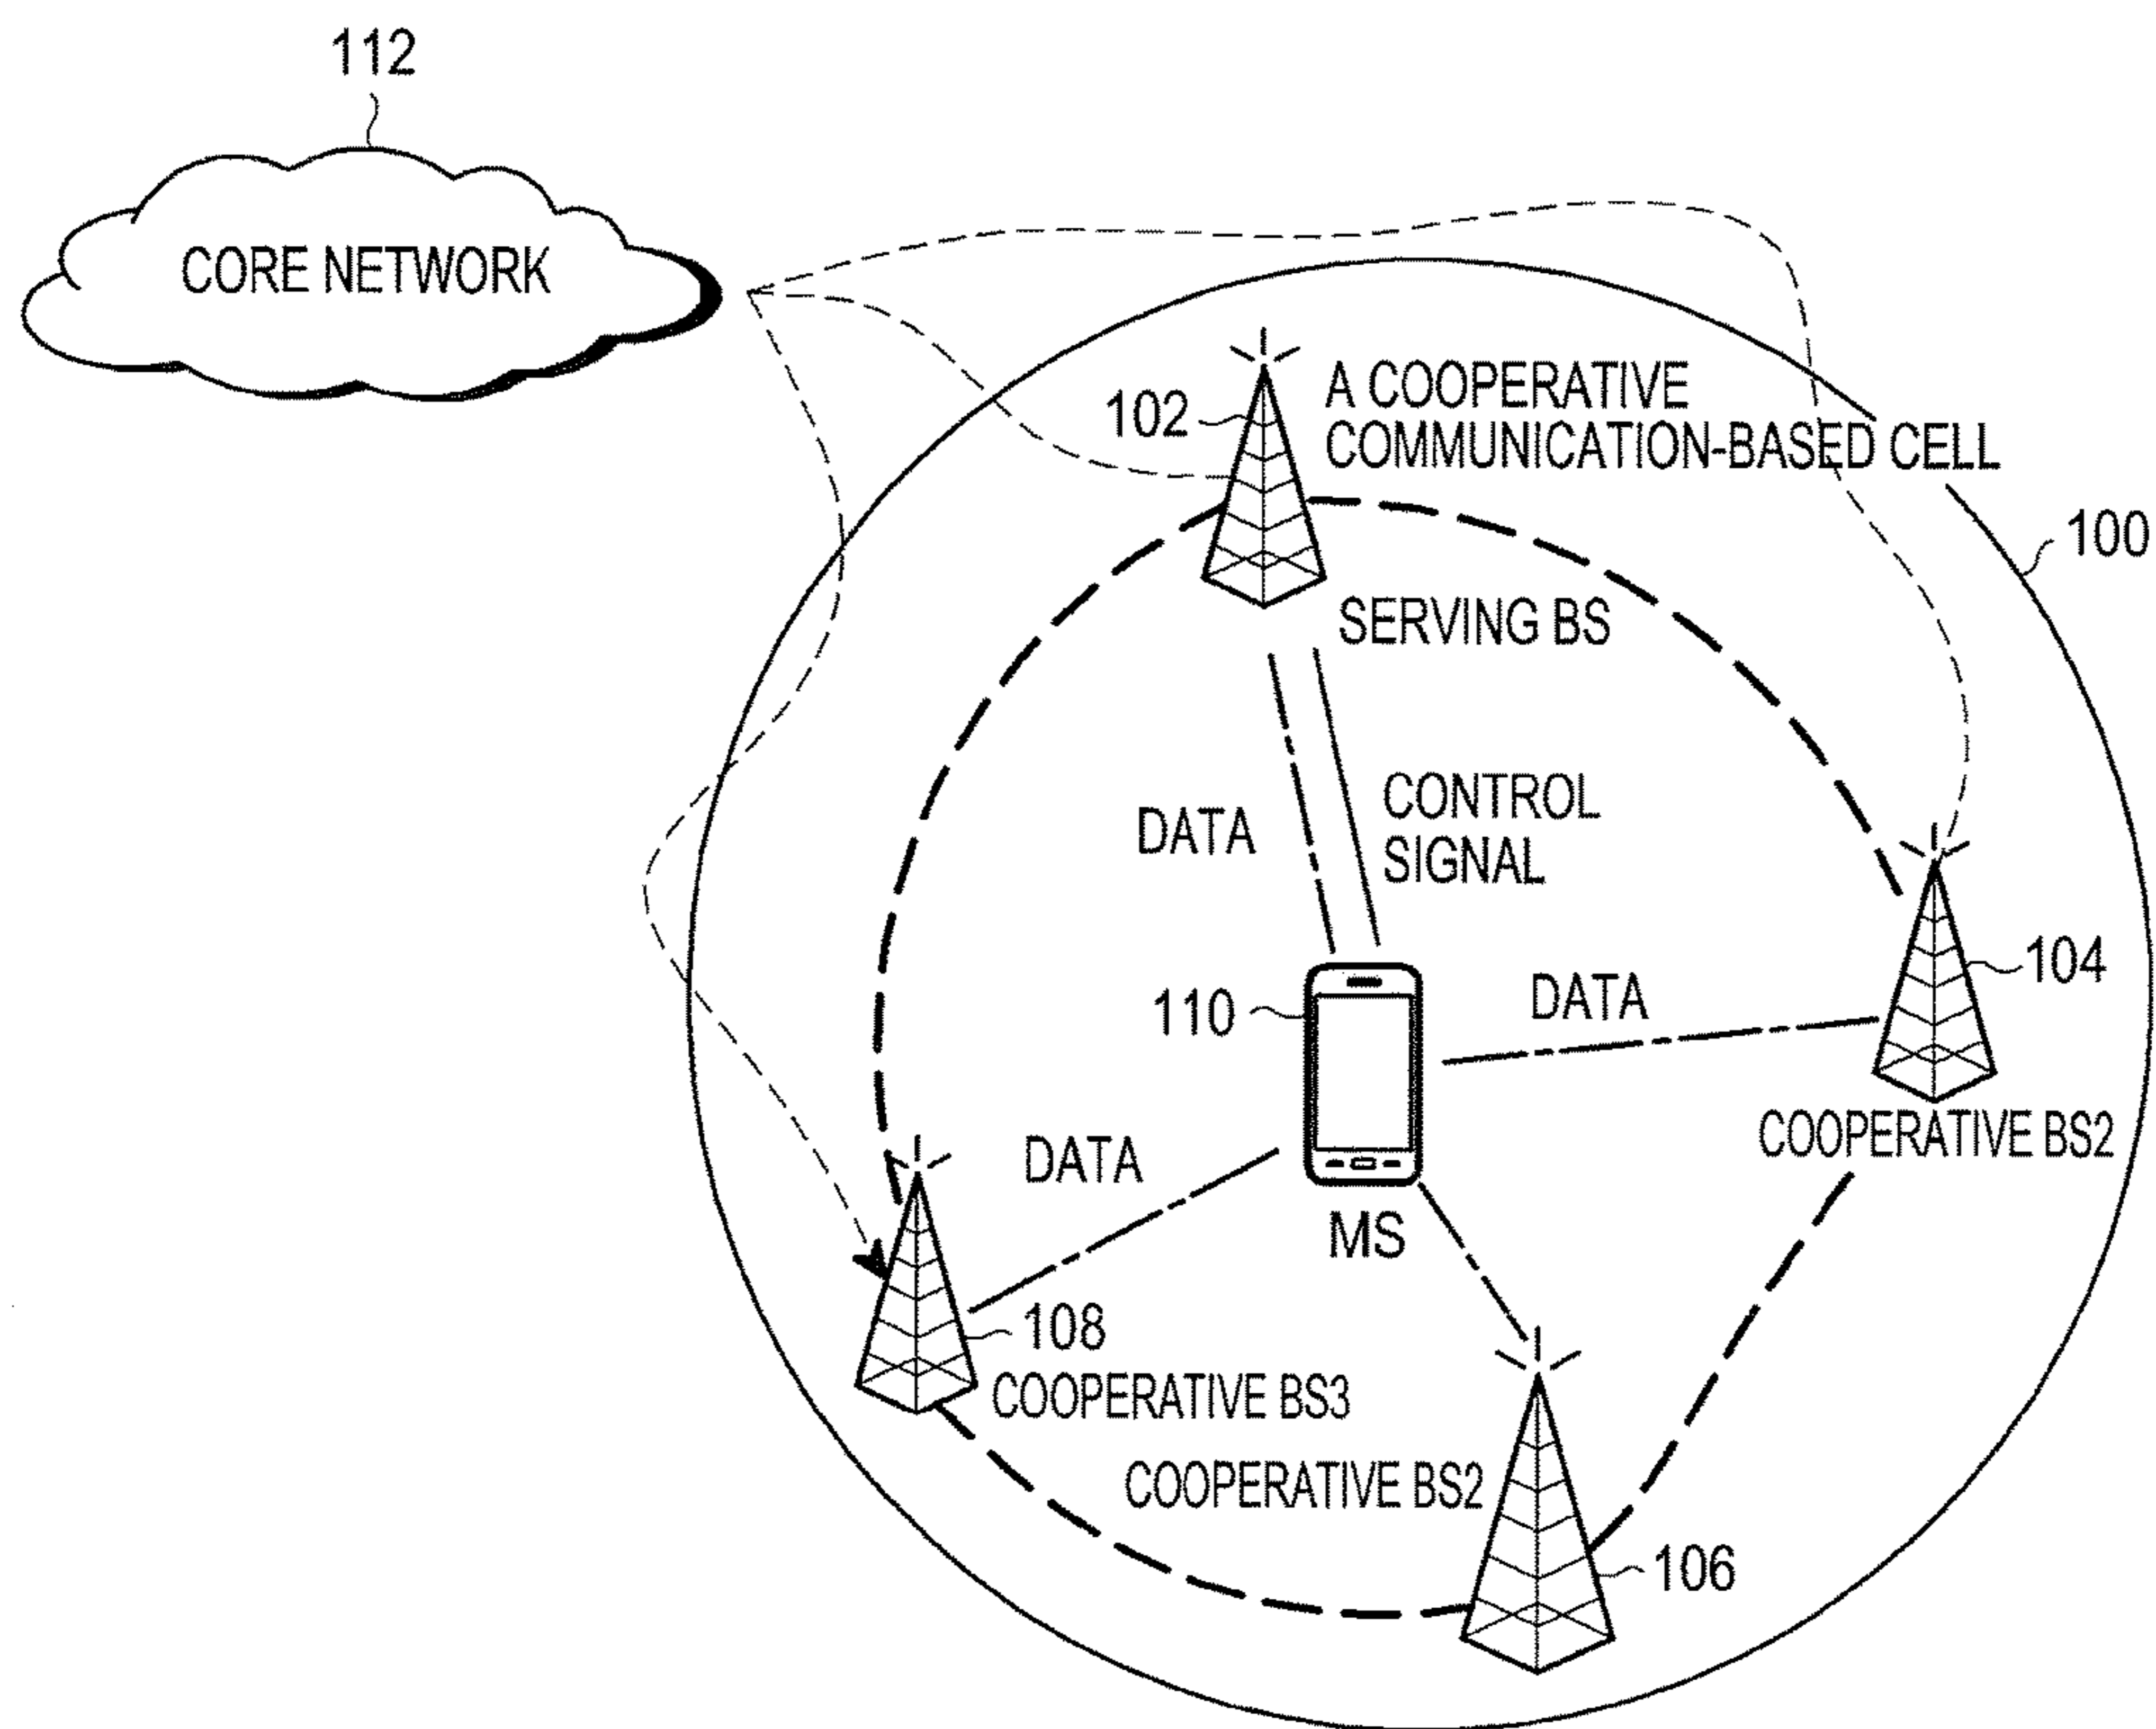 112
CORE NETWORK
102
A COOPERATIVE
COMMUNICATION-BASED CELL
100
SERVING BS
DATA
CONTROL
SIGNAL
104
110
DATA
COOPERATIVE BS2
DATA
MS
108
COOPERATIVE BS3
COOPERATIVE BS2
106